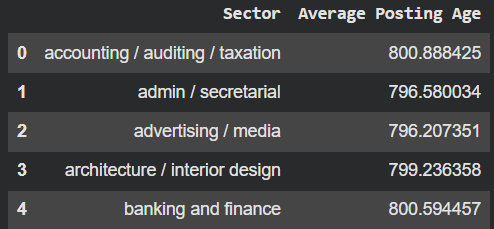 Sector Average Posting Age
0 accounting / auditing / taxation 800.888425
1 admin / secretarial 796.580034
2 advertising / media 796.207351
3 architecture / interior design 799.236358
4 banking and finance 800.594457